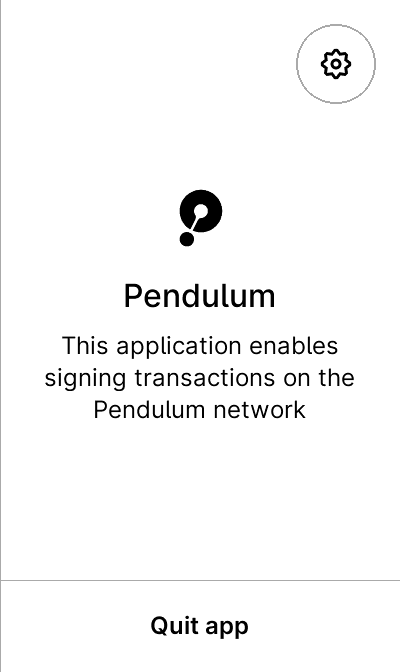 Pendulum
This application enables
signing transactions on the
Pendulum network
Quit app